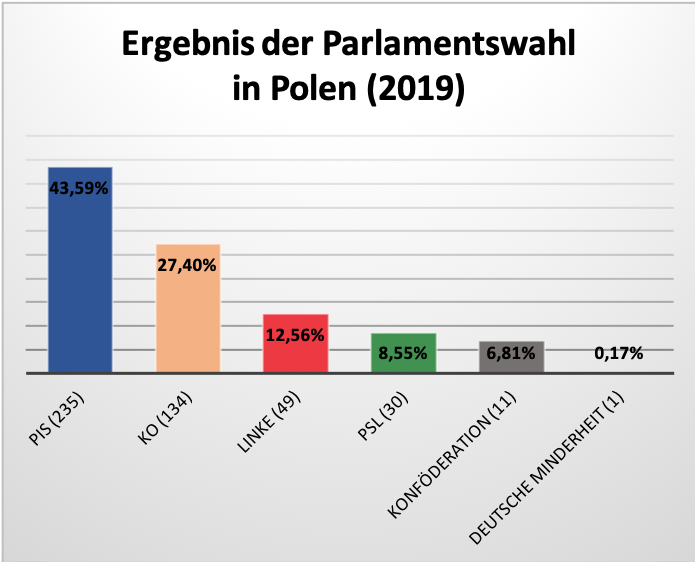 Ergebnis der Parlamentswahl
in Polen (2019)
43,59%
27,40%
12,56%
8,55%
6,81%
0,17%
PIS (235)
KO (134)
LINKE (49)
PSL (30)
KONFÖDERATION (11)
DEUTSCHE MINDERHEIT (1)